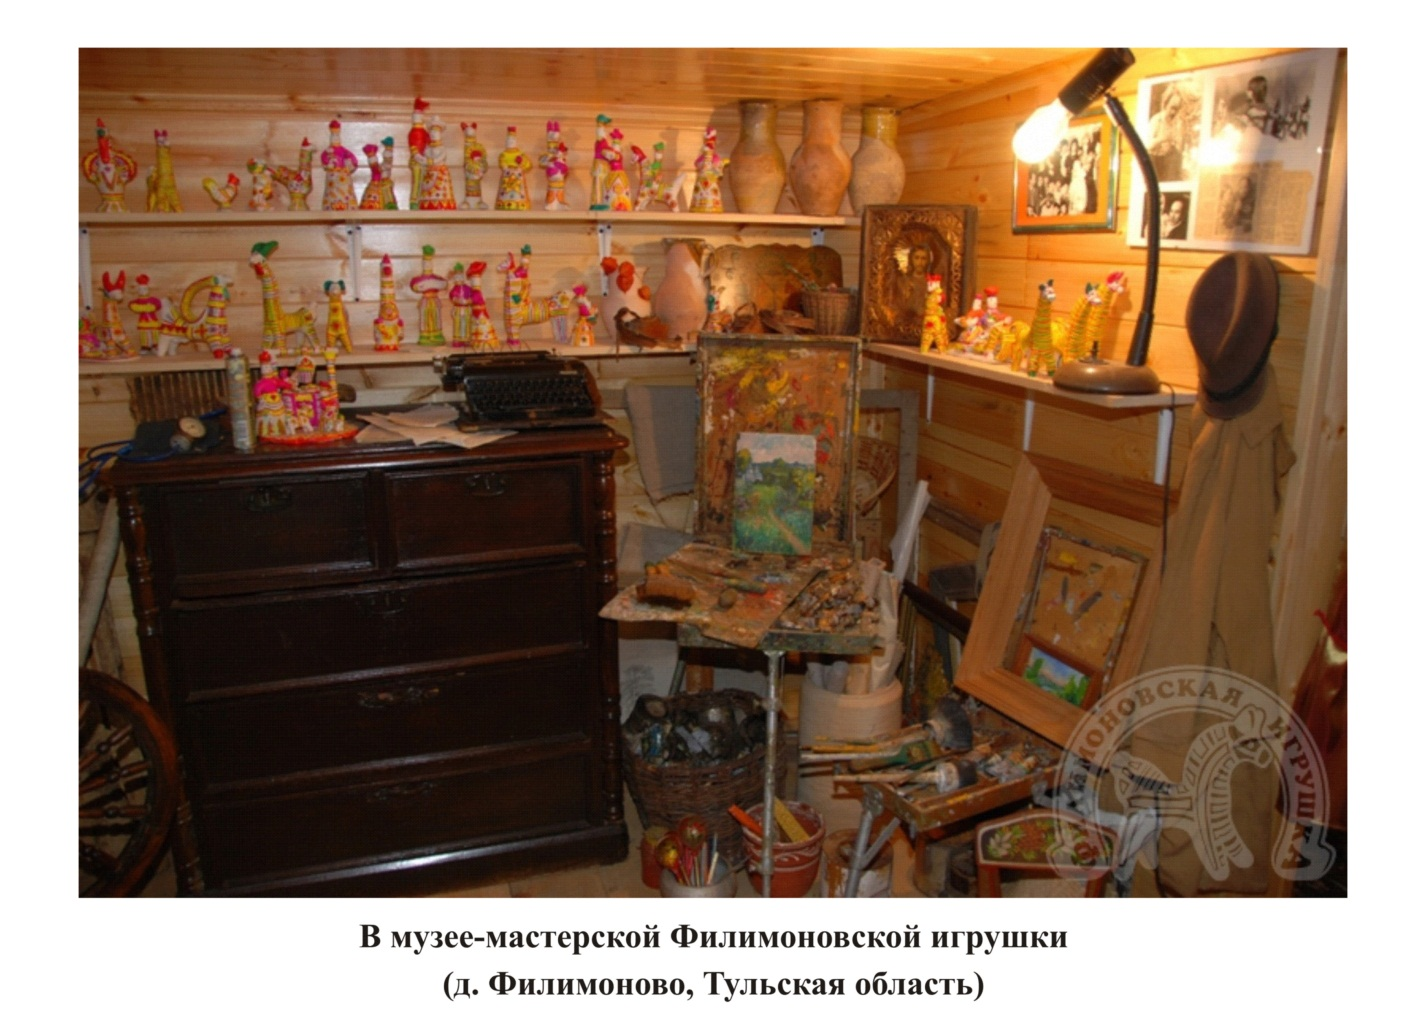 ФИЛИМОНОВСКАЯ ИГРУШКА
В музее-мастерской Филимоновской игрушки
(д. Филимоново, Тульская область)